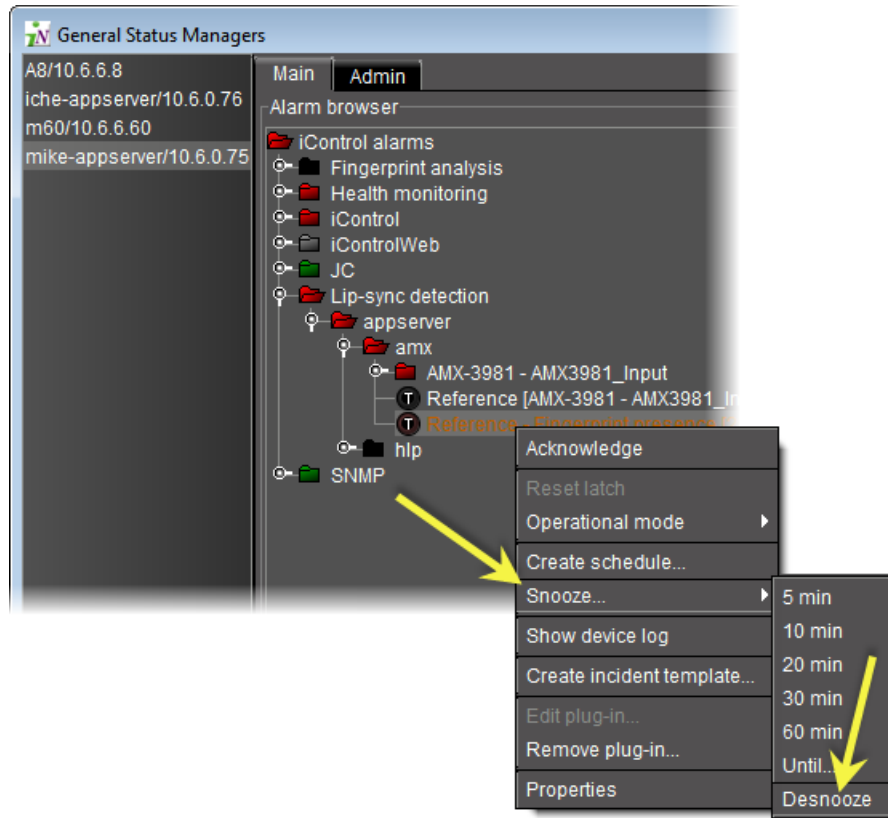 General Status Managers
A8/10.6.6.8
iche-appserver/10.6.0.76
m60/10.6.6.60
mike-appserver/10.6.0.75
Main
Admin
Alarm browser
iControl alarms
Fingerprint analysis
Health monitoring
iControl
iControlWeb
JC
Lip-sync detection
appserver
amx
AMX-3981 - AMX3981_Input
T Reference [AMX-3981 - AMX3981_In
T Reference - Fingerprint presence
hlp
SNMP
Acknowledge
Reset latch
Operational mode
Create schedule...
Snooze...
Show device log
Create incident template...
Edit plug-in...
Remove plug-in...
Properties
5 min
10 min
20 min
30 min
60 min
Until...
Desnooze